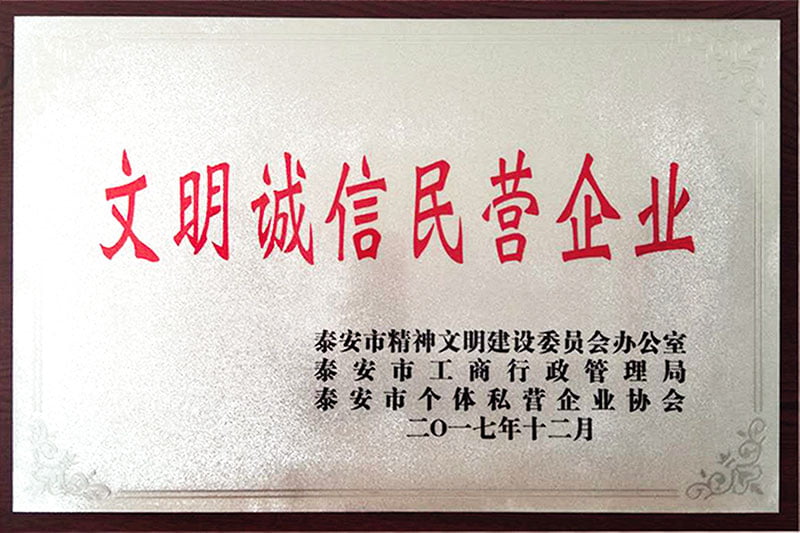 文明诚信民营企业
泰安市精神文明建设委员会办公室
泰安市工商行政管理局
泰安市个体私营企业协会
二〇一七年十二月